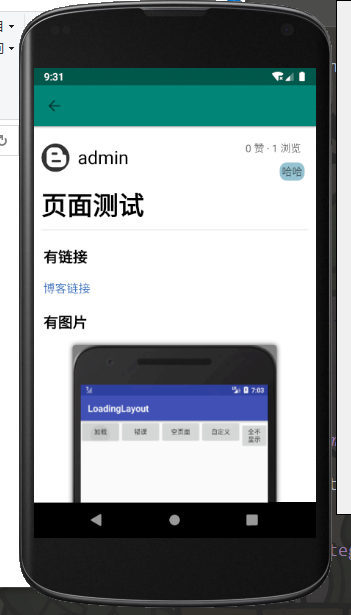 9:31
admin
0 赞 · 1 浏览
哈哈
页面测试
有链接
博客链接
有图片
7:03
LoadingLayout
加载 错误 空页面 自定义 全不
显示